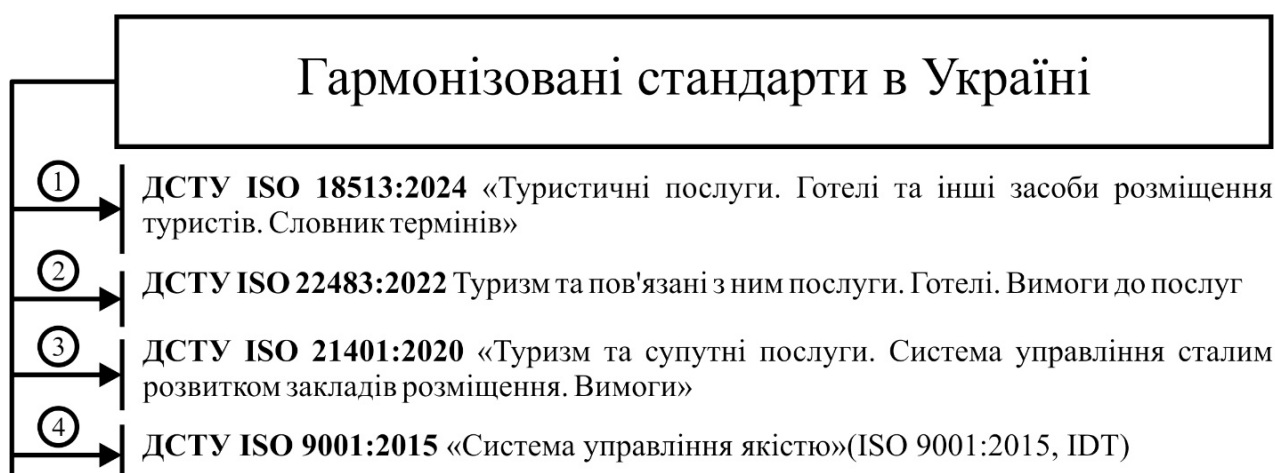 Гармонізовані стандарти в Україні
1
ДСТУ ISO 18513:2024 «Туристичні послуги. Готелі та інші засоби розміщення
туристів. Словник термінів»
2
ДСТУ ISO 22483:2022 Туризм та пов'язані з ним послуги. Готелі. Вимоги до послуг
3
ДСТУ ISO 21401:2020 «Туризм та супутні послуги. Система управління сталим
розвитком закладів розміщення. Вимоги»
4
ДСТУ ISO 9001:2015 «Система управління якістю»(ISO 9001:2015, IDT)